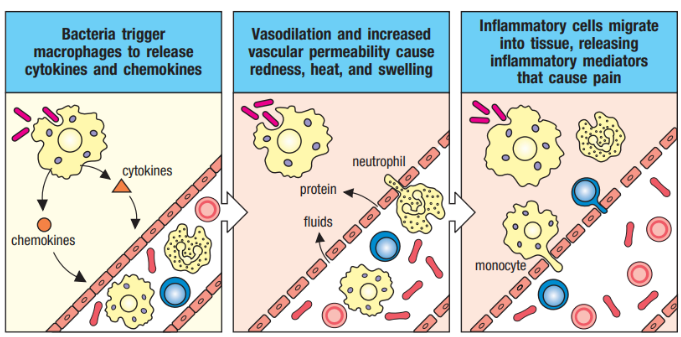 Bacteria trigger
macrophages to release
cytokines and chemokines
Vasodilation and increased
vascular permeability cause
redness, heat, and swelling
Inflammatory cells migrate
into tissue, releasing
inflammatory mediators
that cause pain
cytokines
chemokines
neutrophil
protein
fluids
monocyte